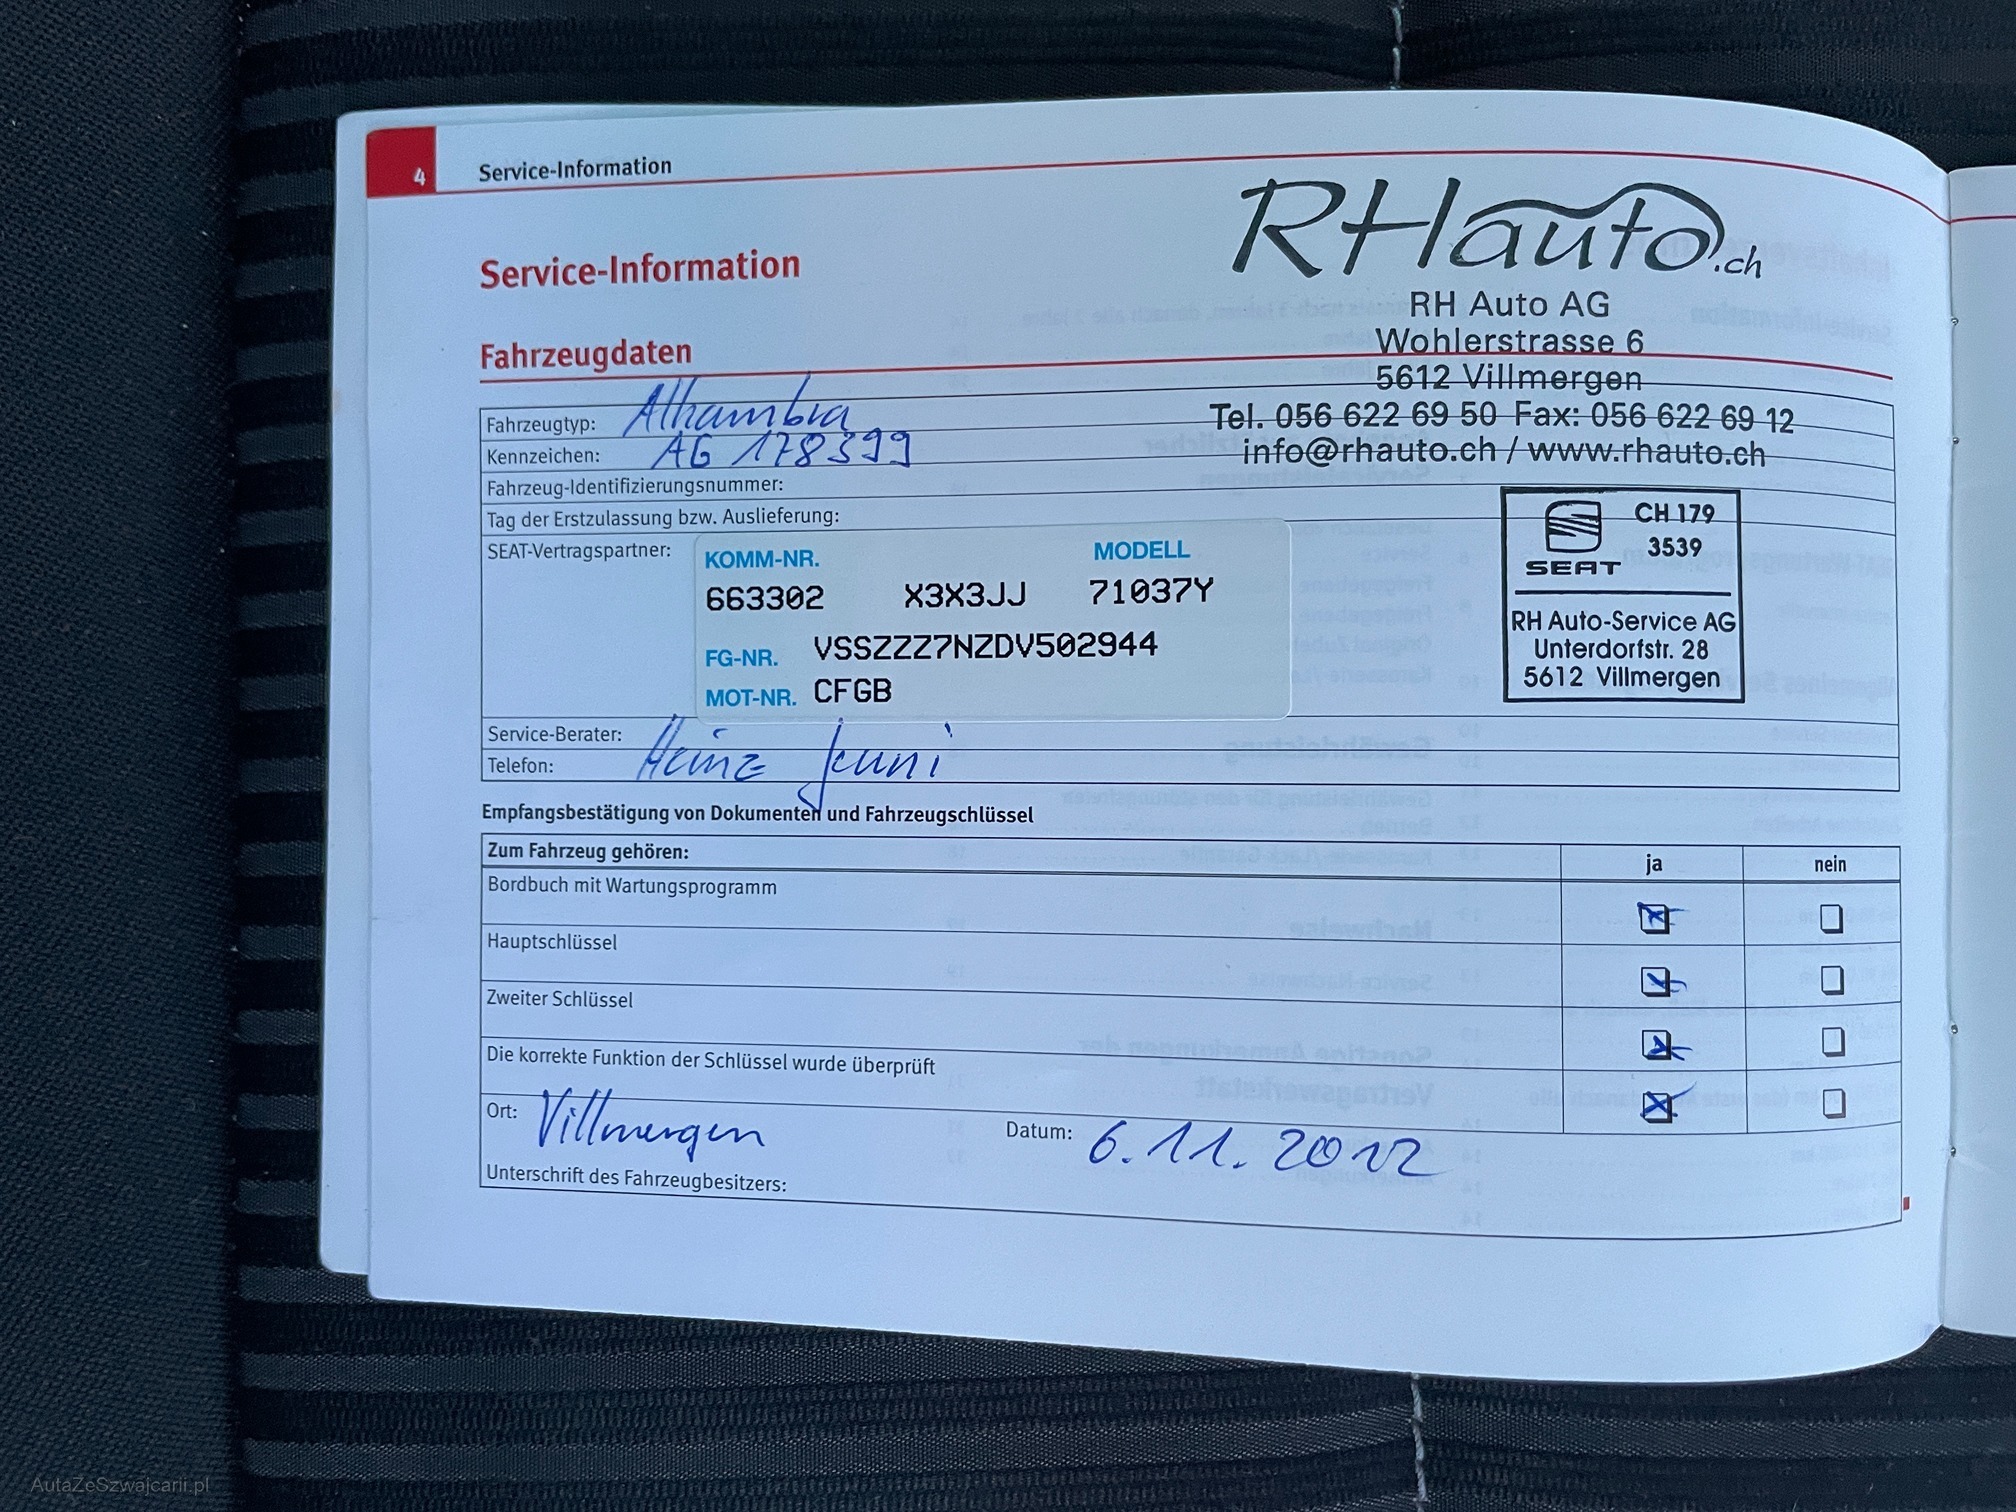 4 Service-Information
RHauto.ch
Service-Information
RH Auto AG
Wohlerstrasse 6
5612 Villmergen
Tel. 056 622 69 50 Fax: 056 622 69 12
info@rhauto.ch / www.rhauto.ch
Fahrzeugdaten
Fahrzeugtyp: Alhambra
Kennzeichen: AG 178399
Fahrzeug-Identifizierungsnummer:
Tag der Erstzulassung bzw. Auslieferung:
SEAT-Vertragspartner:
KOMM-NR. MODELL
663302 X3X3JJ 71037Y
FG-NR. VSSZZZ7NZDV502944
MOT-NR. CFGB
CH 179
3539
SEAT
RH Auto-Service AG
Unterdorfstr. 28
5612 Villmergen
Service-Berater: Heinz Jenni
Telefon:
Empfangsbestätigung von Dokumenten und Fahrzeugschlüssel
Zum Fahrzeug gehören: ja nein
Bordbuch mit Wartungsprogramm
Hauptschlüssel
Zweiter Schlüssel
Die korrekte Funktion der Schlüssel wurde überprüft
Ort: Villmergen Datum: 6.11.2012
Unterschrift des Fahrzeugbesitzers:
AutaZeSzwajcarii.pl